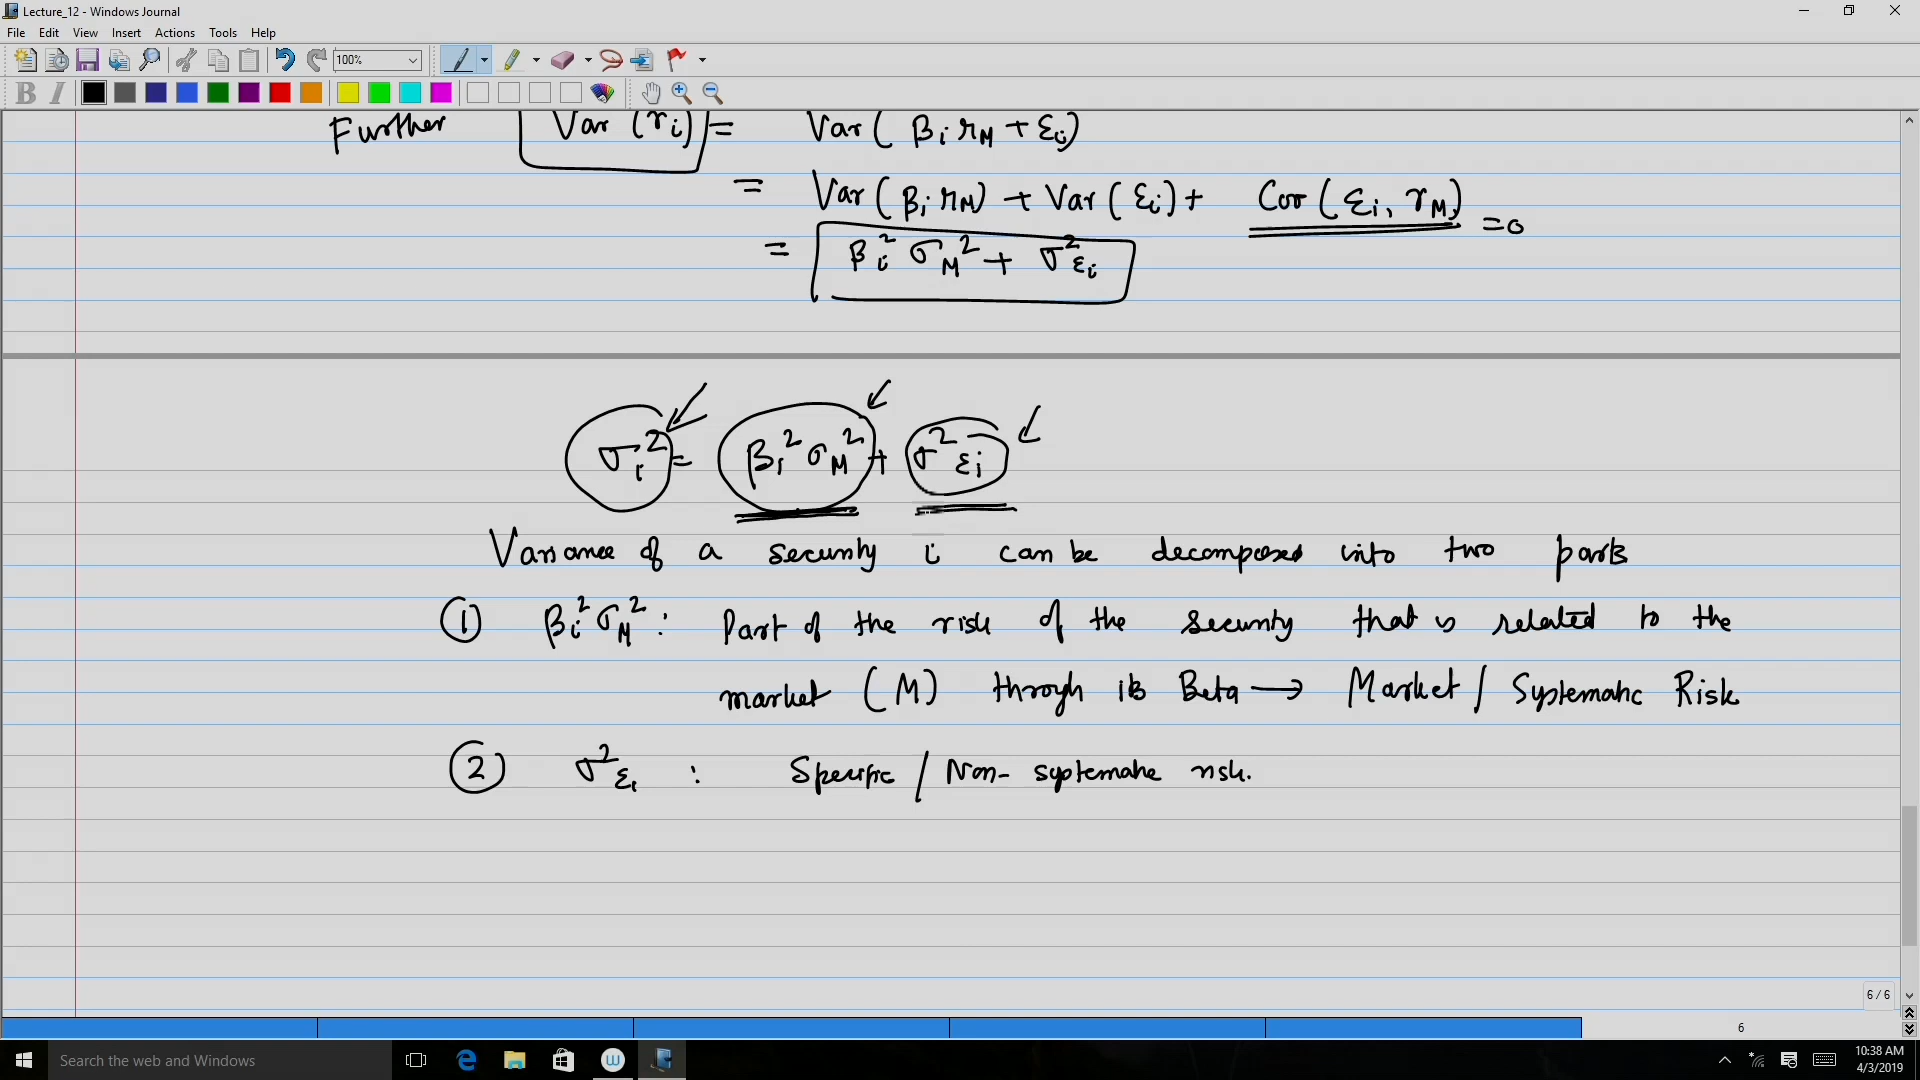 Lecture_12 - Windows Journal
File Edit View Insert Actions Tools Help
100%
B I
Further Var (ri) = Var ( βi rM + εi)
= Var ( βi rM) + Var ( εi) + Cov ( εi, rM) = 0
= βi² σM² + σ²εi
σi² = βi² σM² + σ²εi
Variance of a security i can be decomposed into two parts
① βi² σM² : Part of the risk of the security that is related to the
market (M) through its Beta → Market / Systematic Risk
② σ²εi : Specific / Non-systematic risk.
6 / 6
6
Search the web and Windows
10:38 AM
4/3/2019